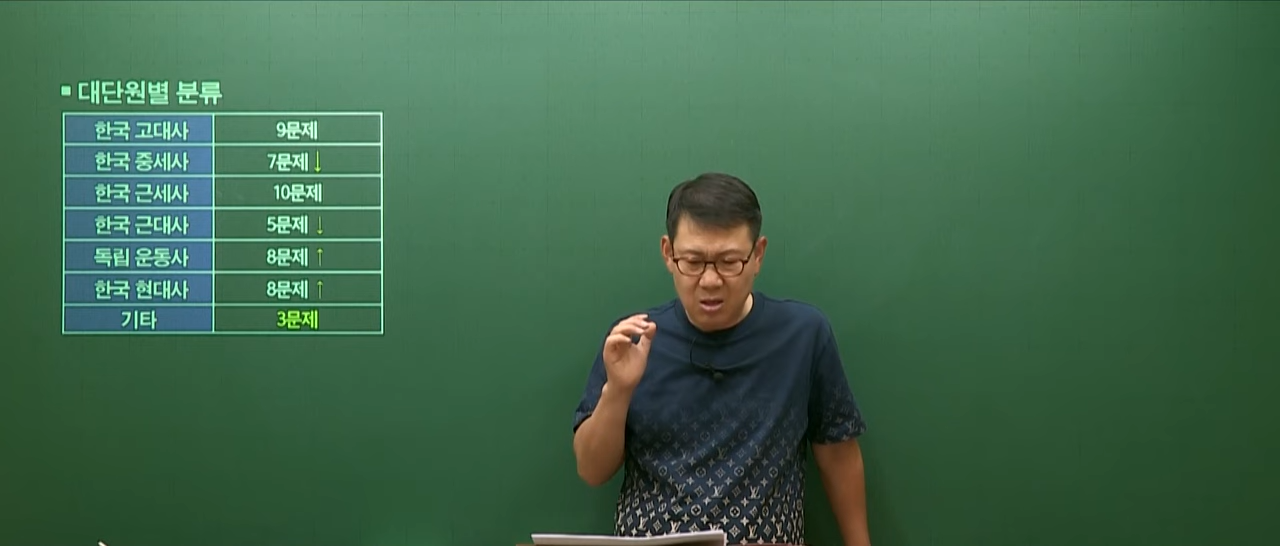 ▪ 대단원별 분류
한국 고대사 9문제
한국 중세사 7문제 ↓
한국 근세사 10문제
한국 근대사 5문제 ↓
독립 운동사 8문제 ↑
한국 현대사 8문제 ↑
기타 3문제